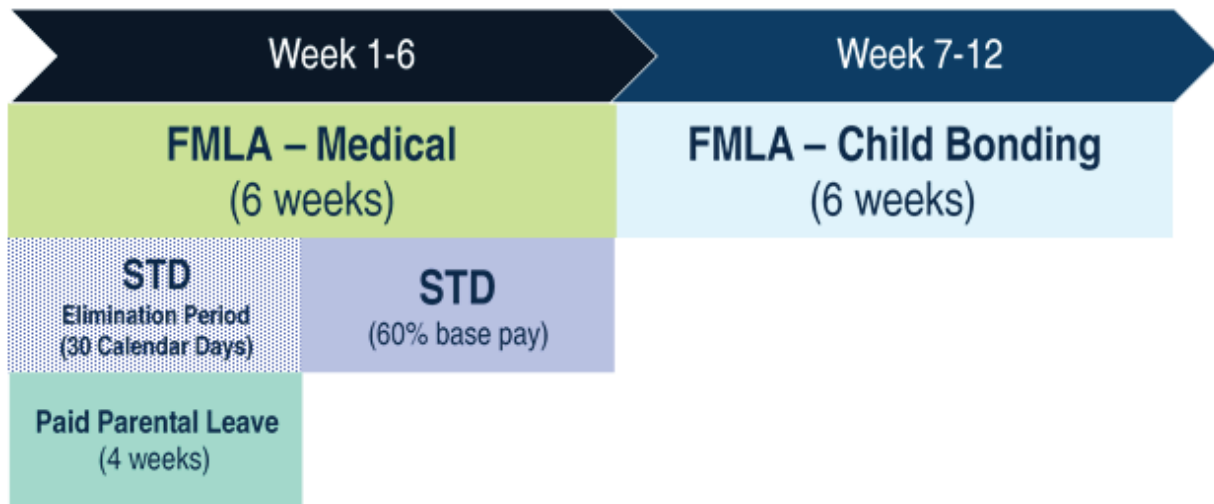 Week 1-6
Week 7-12
FMLA – Medical
(6 weeks)
FMLA – Child Bonding
(6 weeks)
STD
Elimination Period
(30 Calendar Days)
STD
(60% base pay)
Paid Parental Leave
(4 weeks)